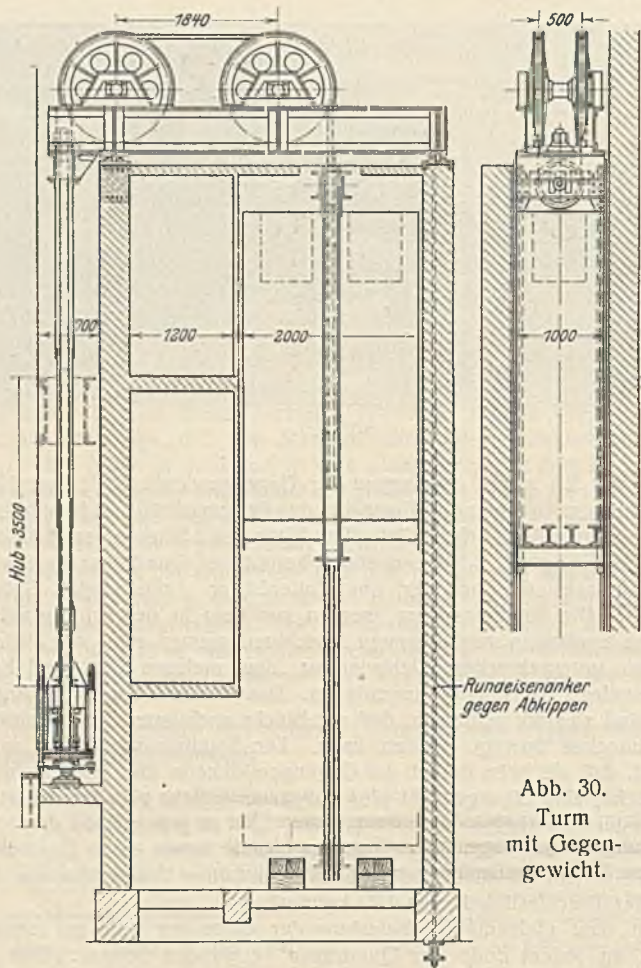 1840
500
700
1200
2000
1000
Hub = 3500
Rundeisenanker
gegen Abkippen
Abb. 30.
Turm
mit Gegen-
gewicht.